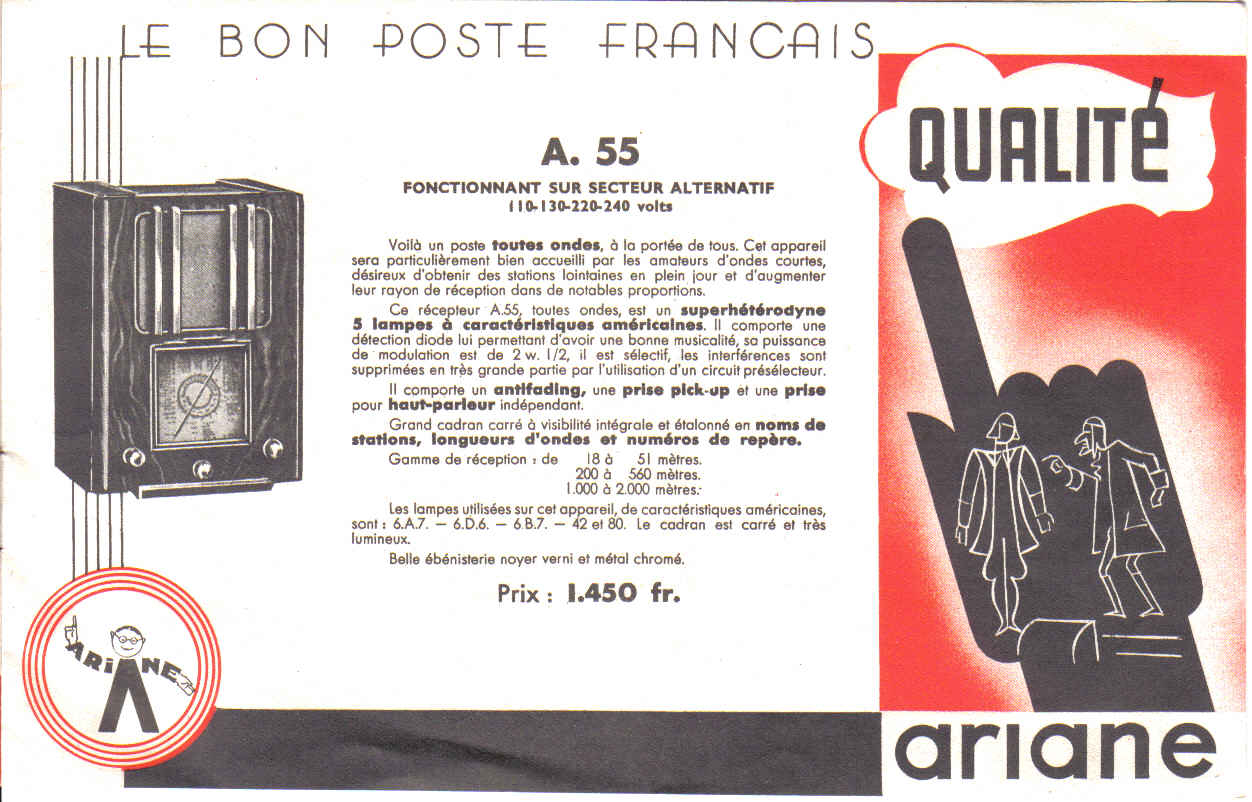 LE BON POSTE FRANCAIS
QUALITÉ
A. 55
FONCTIONNANT SUR SECTEUR ALTERNATIF
110-130-220-240 volts
Voilà un poste toutes ondes, à la portée de tous. Cet appareil
sera particulièrement bien accueilli par les amateurs d'ondes courtes,
désireux d'obtenir des stations lointaines en plein jour et d'augmenter
leur rayon de réception dans de notables proportions.
Ce récepteur A.55, toutes ondes, est un superhétérodyne
5 lampes à caractéristiques américaines. Il comporte une
détection diode lui permettant d'avoir une bonne musicalité, sa puissance
de modulation est de 2 w. 1/2, il est sélectif, les interférences sont
supprimées en très grande partie par l'utilisation d'un circuit présélecteur.
Il comporte un antifading, une prise pick-up et une prise
pour haut-parleur indépendant.
Grand cadran carré à visibilité intégrale et étalonné en noms de
stations, longueurs d'ondes et numéros de repère.
Gamme de réception : de 18 à 51 mètres.
200 à 560 mètres.
1.000 à 2.000 mètres.
Les lampes utilisées sur cet appareil, de caractéristiques américaines,
sont : 6.A.7. — 6.D.6. — 6 B.7. — 42 et 80. Le cadran est carré et très
lumineux.
Belle ébénisterie noyer verni et métal chromé.
Prix : 1.450 fr.
ARIANE
ariane